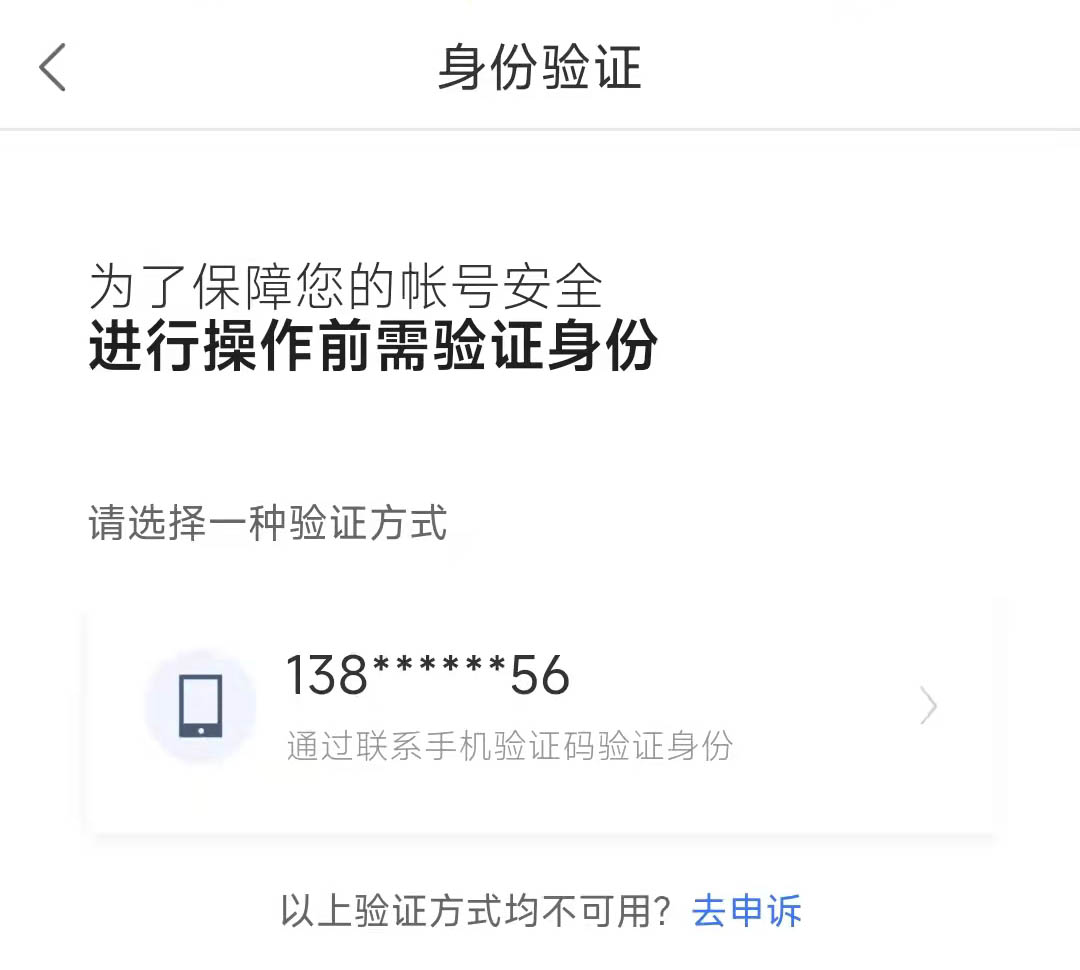 身份验证
为了保障您的帐号安全
进行操作前需验证身份
请选择一种验证方式
138******56
通过联系手机验证码验证身份
以上验证方式均不可用？去申诉